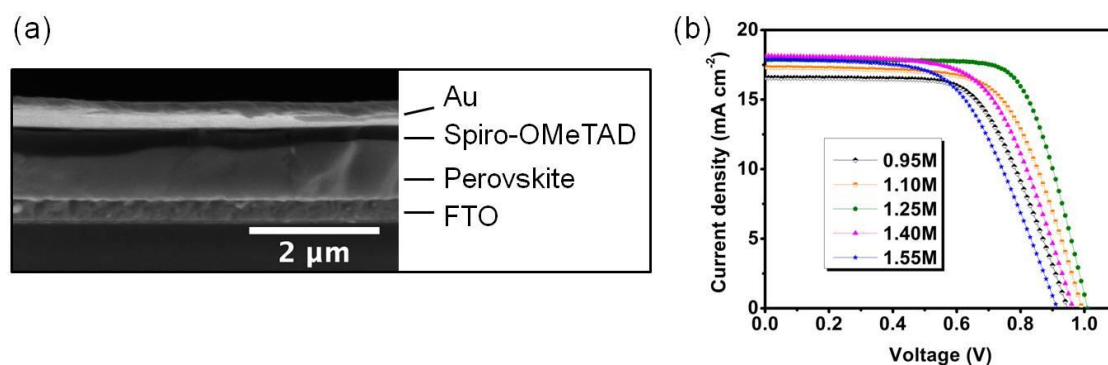 (a)
Au
Spiro-OMeTAD
Perovskite
FTO
2 μm
(b)
20
15
10
5
0
Current density (mA cm⁻²)
0.95M
1.10M
1.25M
1.40M
1.55M
0.0 0.2 0.4 0.6 0.8 1.0
Voltage (V)